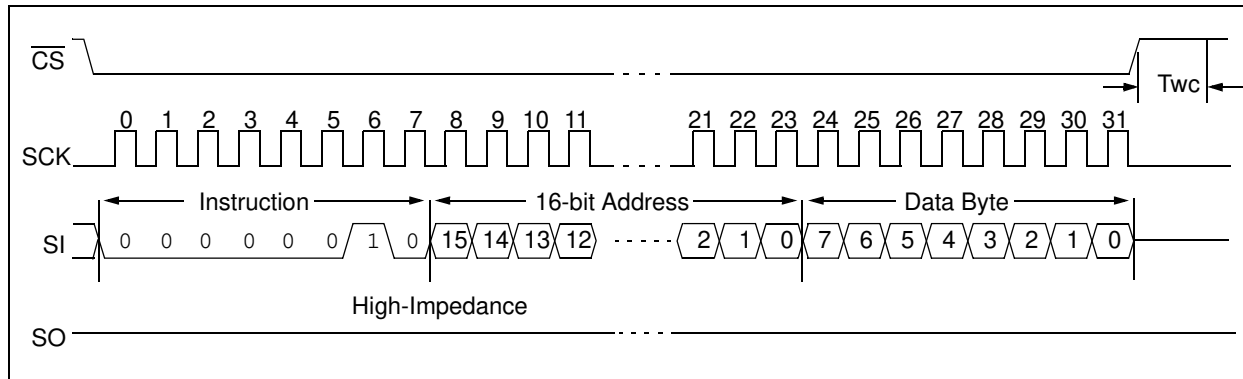 CS
Twc
0 1 2 3 4 5 6 7 8 9 10 11 21 22 23 24 25 26 27 28 29 30 31
SCK
Instruction 16-bit Address Data Byte
SI 0 0 0 0 0 0 1 0 15 14 13 12 2 1 0 7 6 5 4 3 2 1 0
High-Impedance
SO